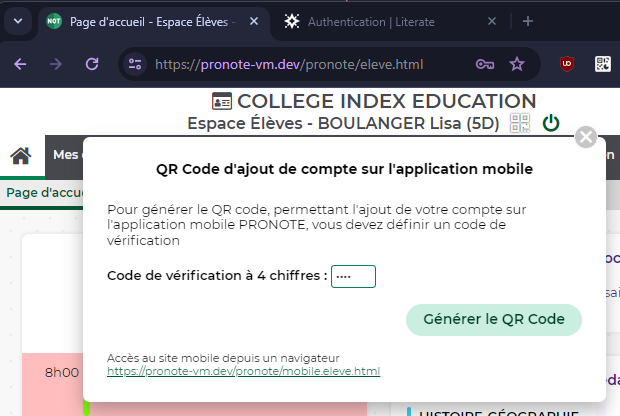 Page d'accueil - Espace Élèves -
Authentication | Literate
https://pronote-vm.dev/pronote/eleve.html
COLLEGE INDEX EDUCATION
Espace Élèves - BOULANGER Lisa (5D)
Mes
QR Code d'ajout de compte sur l'application mobile
Page d'accu
Pour générer le QR code, permettant l'ajout de votre compte sur
l'application mobile PRONOTE, vous devez définir un code de
vérification
Code de vérification à 4 chiffres : ····
Générer le QR Code
Accès au site mobile depuis un navigateur
8h00
https://pronote-vm.dev/pronote/mobile.eleve.html
HISTOIRE-GÉOGRAPHIE